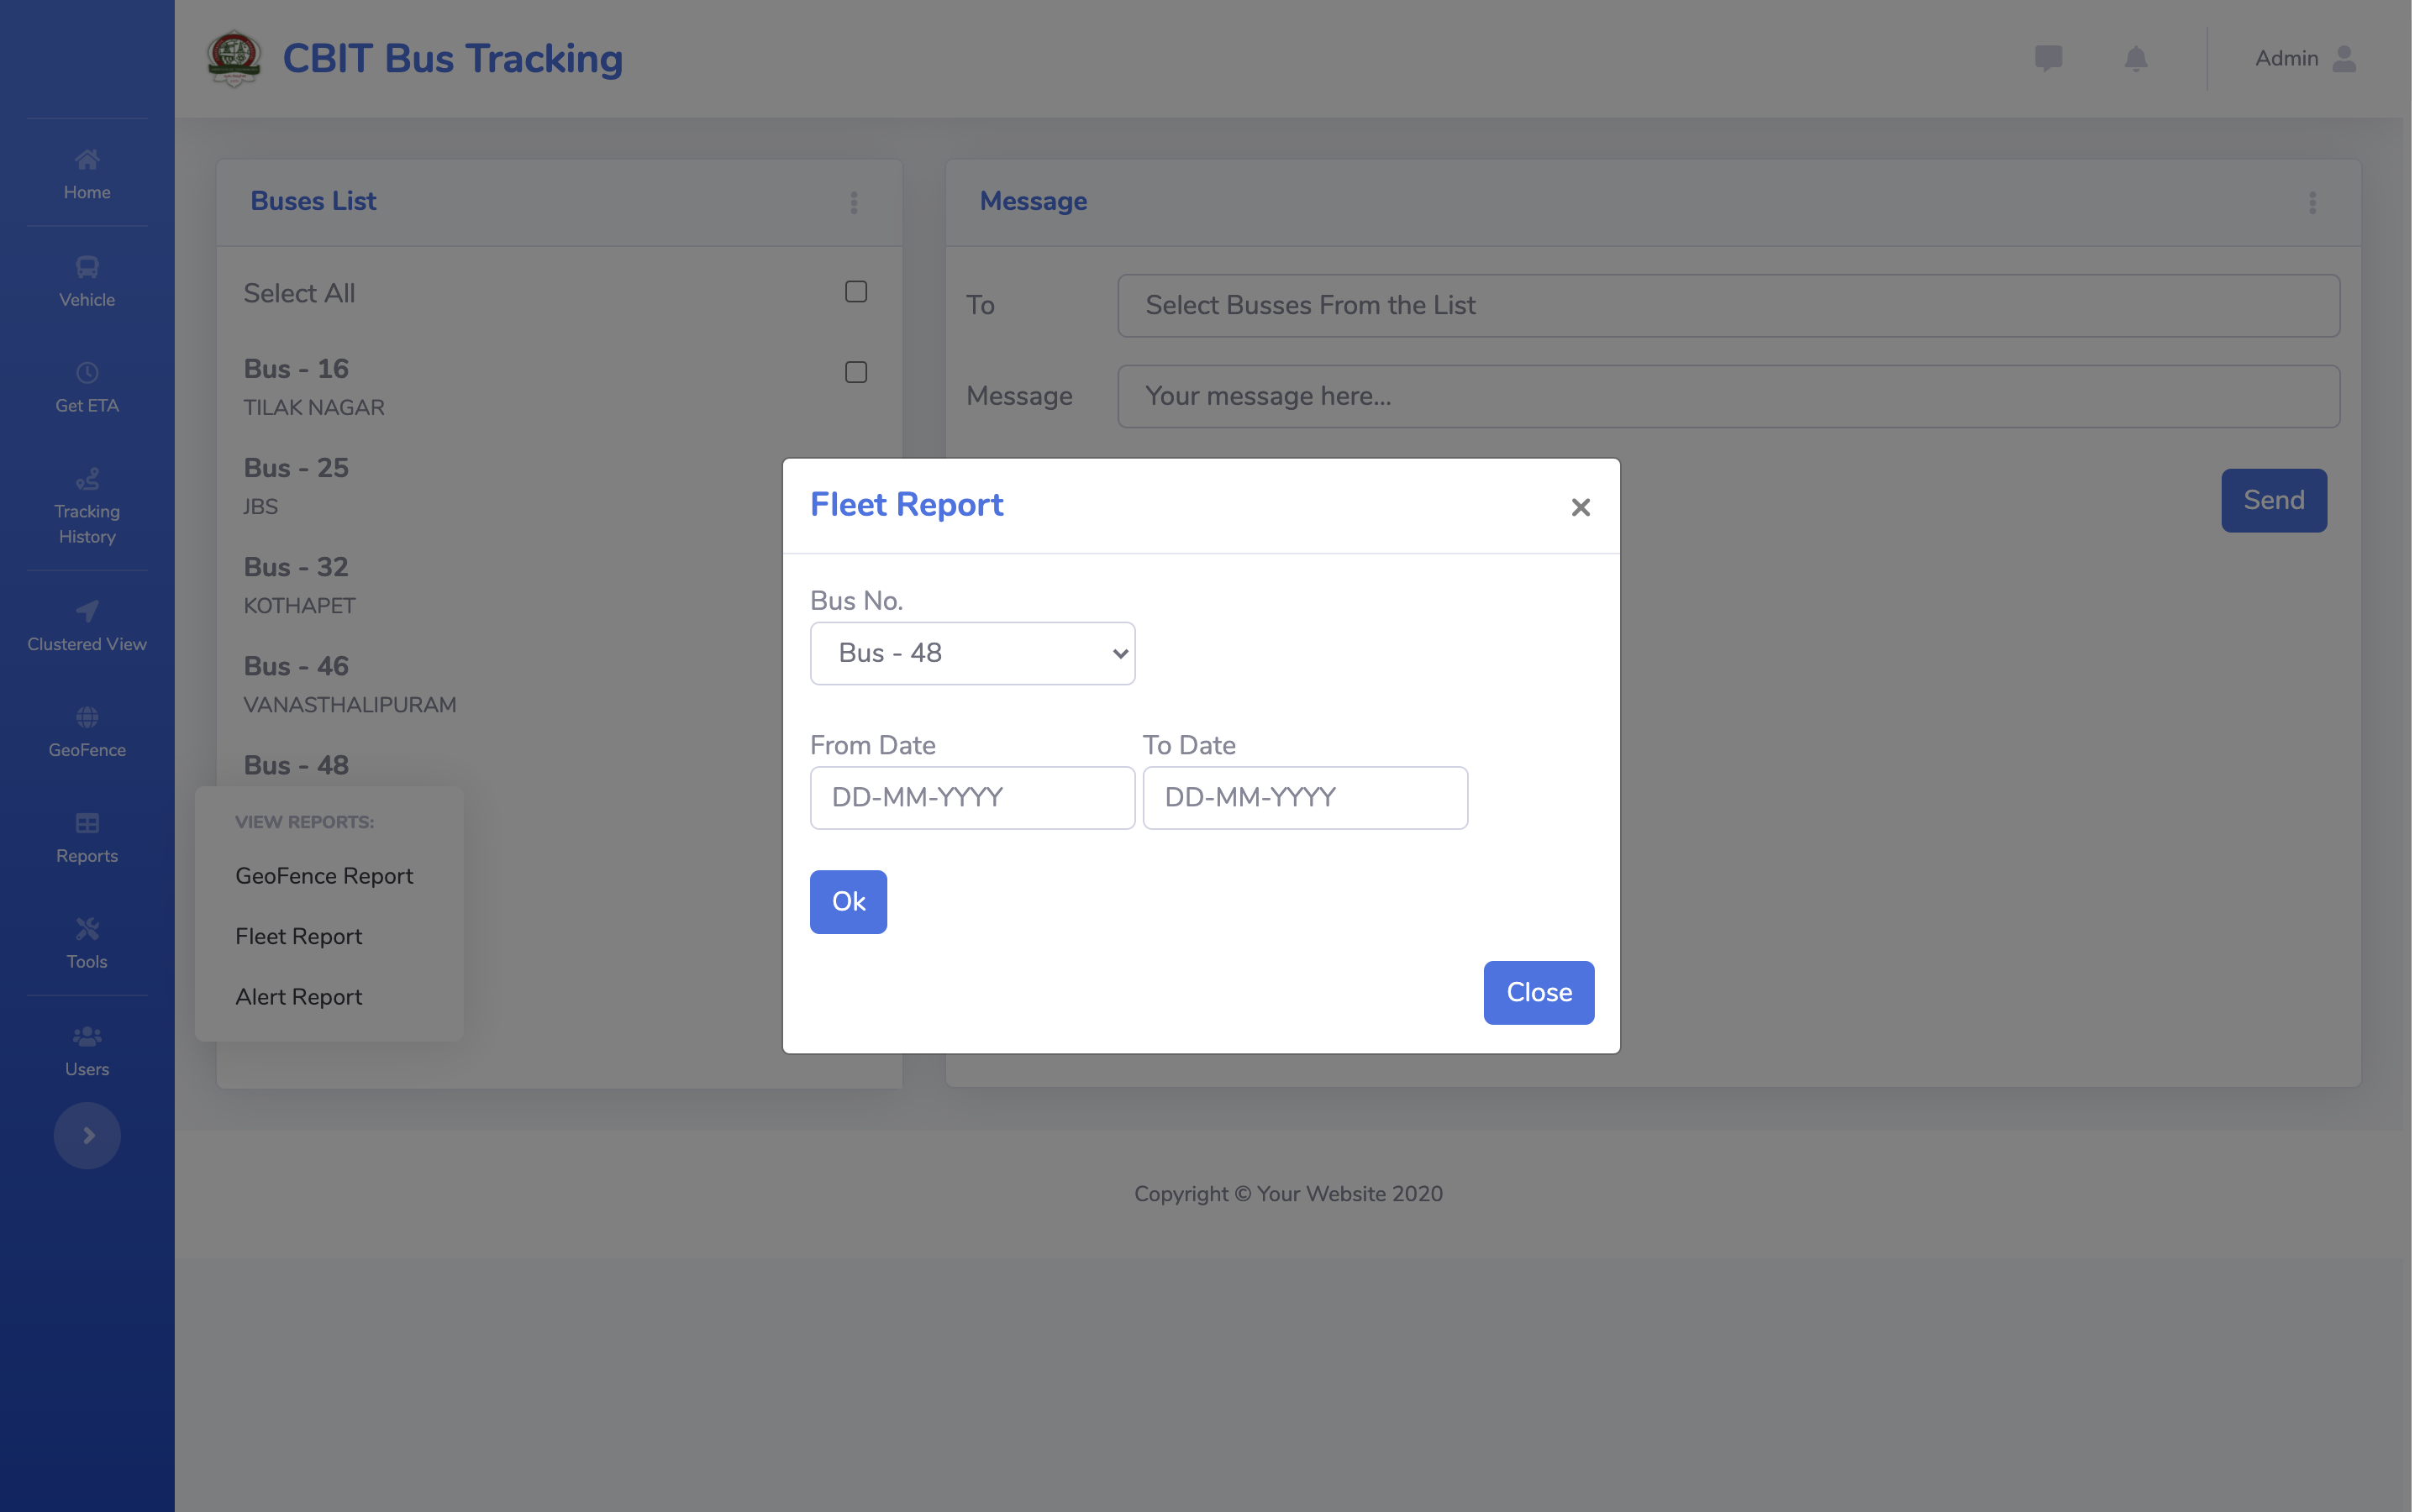 CBIT Bus Tracking
Admin
Home
Vehicle
Get ETA
Tracking
History
Clustered View
GeoFence
Reports
Tools
Users
Buses List
Select All
Bus - 16
TILAK NAGAR
Bus - 25
JBS
Bus - 32
KOTHAPET
Bus - 46
VANASTHALIPURAM
Bus - 48
VIEW REPORTS:
GeoFence Report
Fleet Report
Alert Report
Message
To
Select Busses From the List
Message
Your message here...
Send
Fleet Report
Bus No.
Bus - 48
From Date
To Date
DD-MM-YYYY
DD-MM-YYYY
Ok
Close
Copyright © Your Website 2020